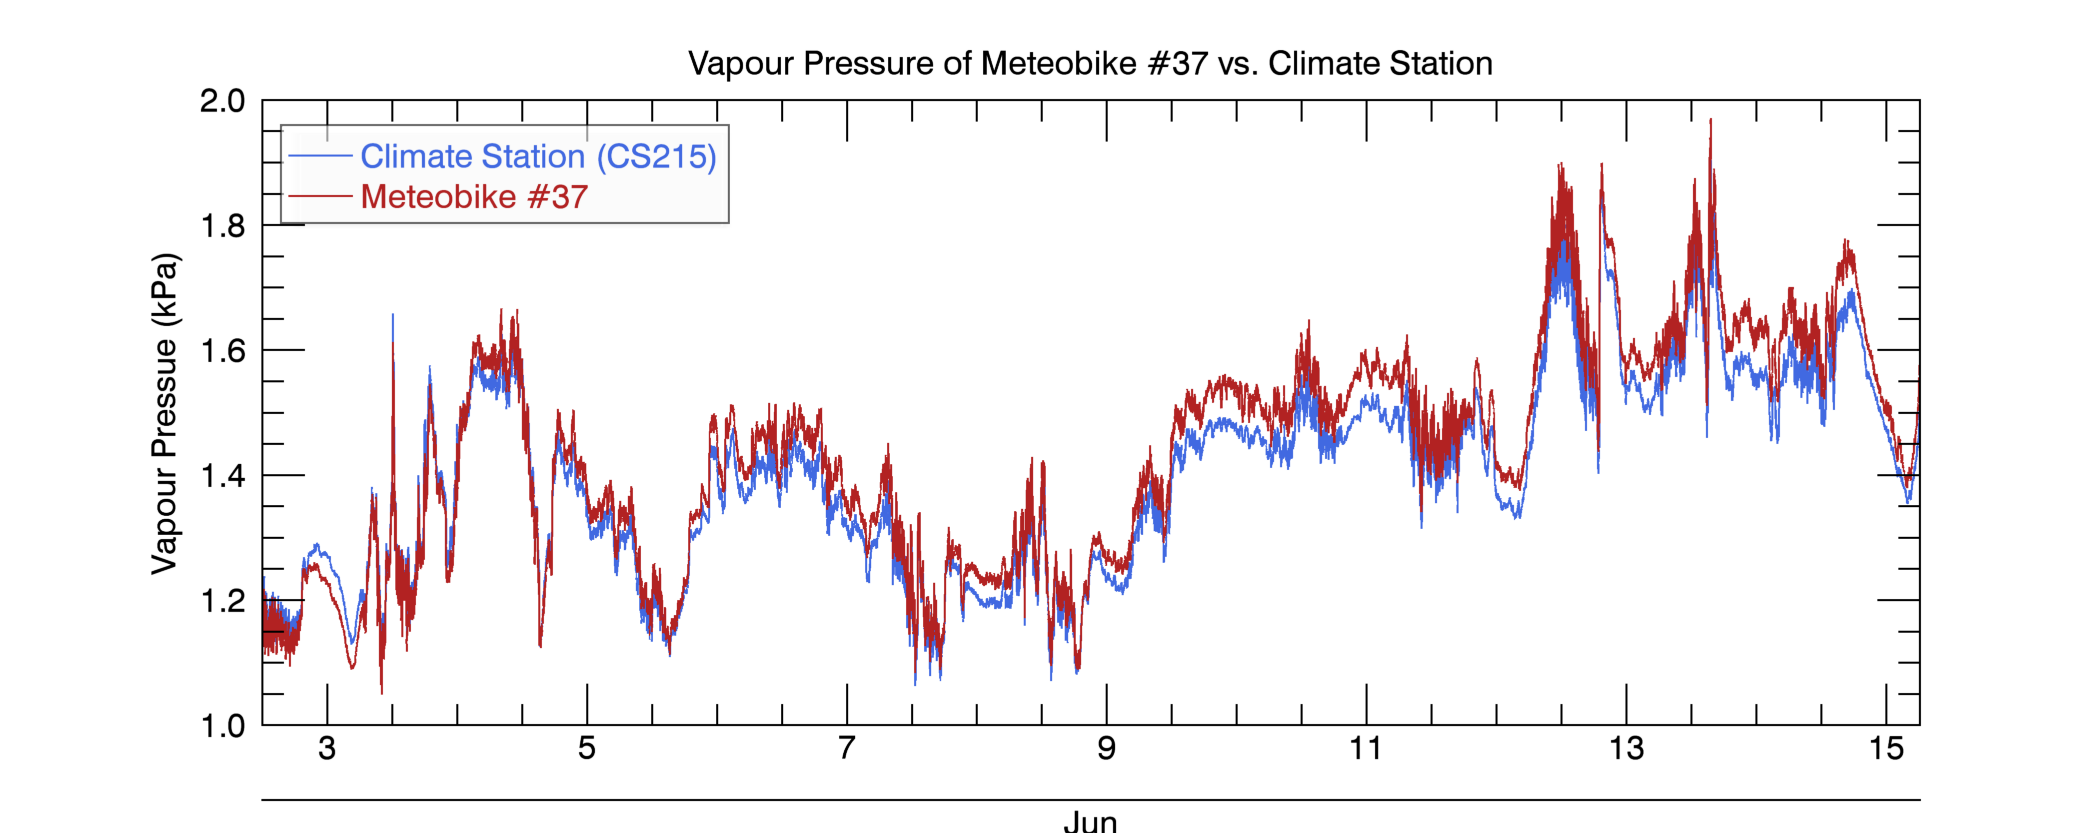 Vapour Pressure of Meteobike #37 vs. Climate Station
2.0
Climate Station (CS215)
Meteobike #37
1.8
1.6
1.4
1.2
1.0
Vapour Pressue (kPa)
3 5 7 9 11 13 15
Jun